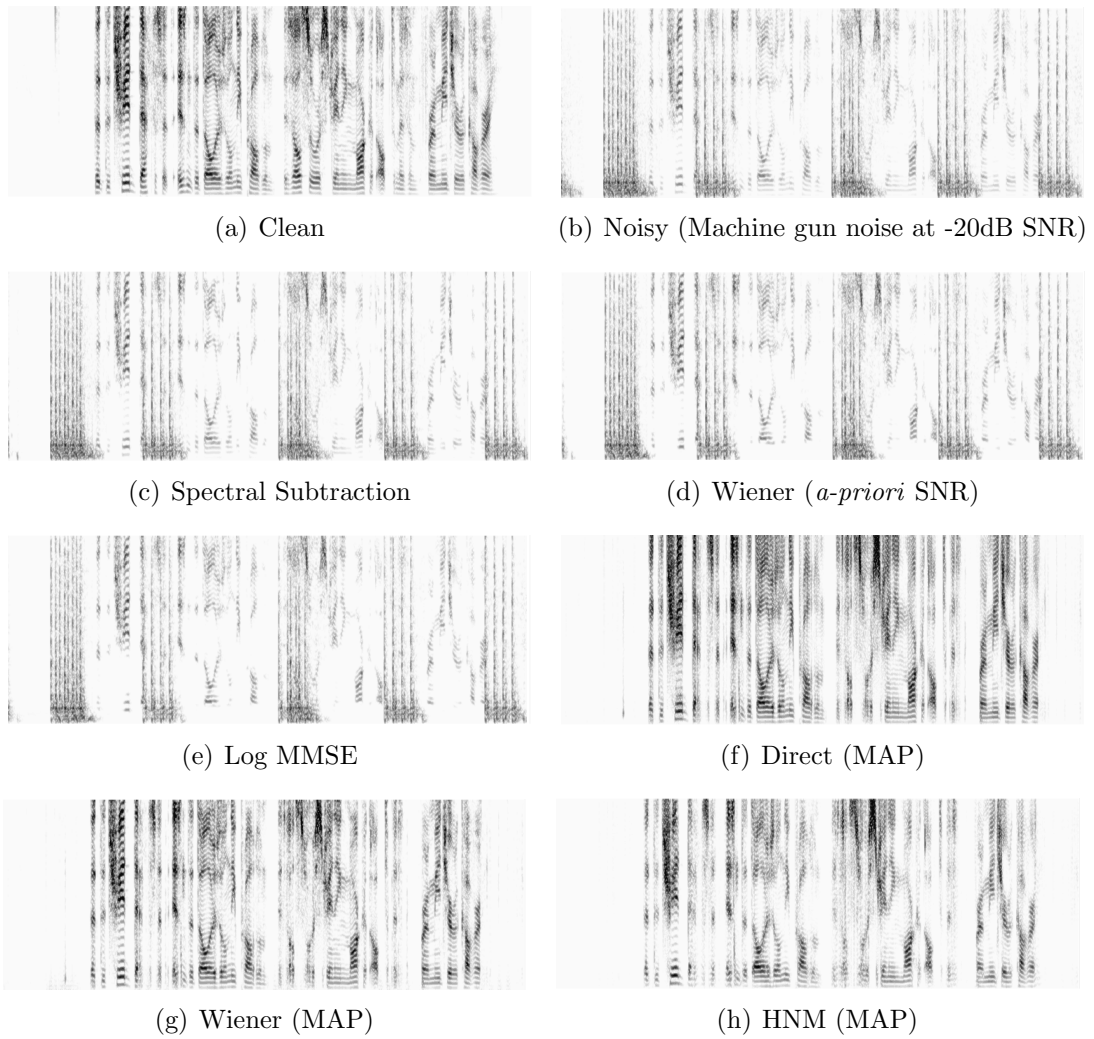 (a) Clean
(b) Noisy (Machine gun noise at -20dB SNR)
(c) Spectral Subtraction
(d) Wiener (a-priori SNR)
(e) Log MMSE
(f) Direct (MAP)
(g) Wiener (MAP)
(h) HNM (MAP)